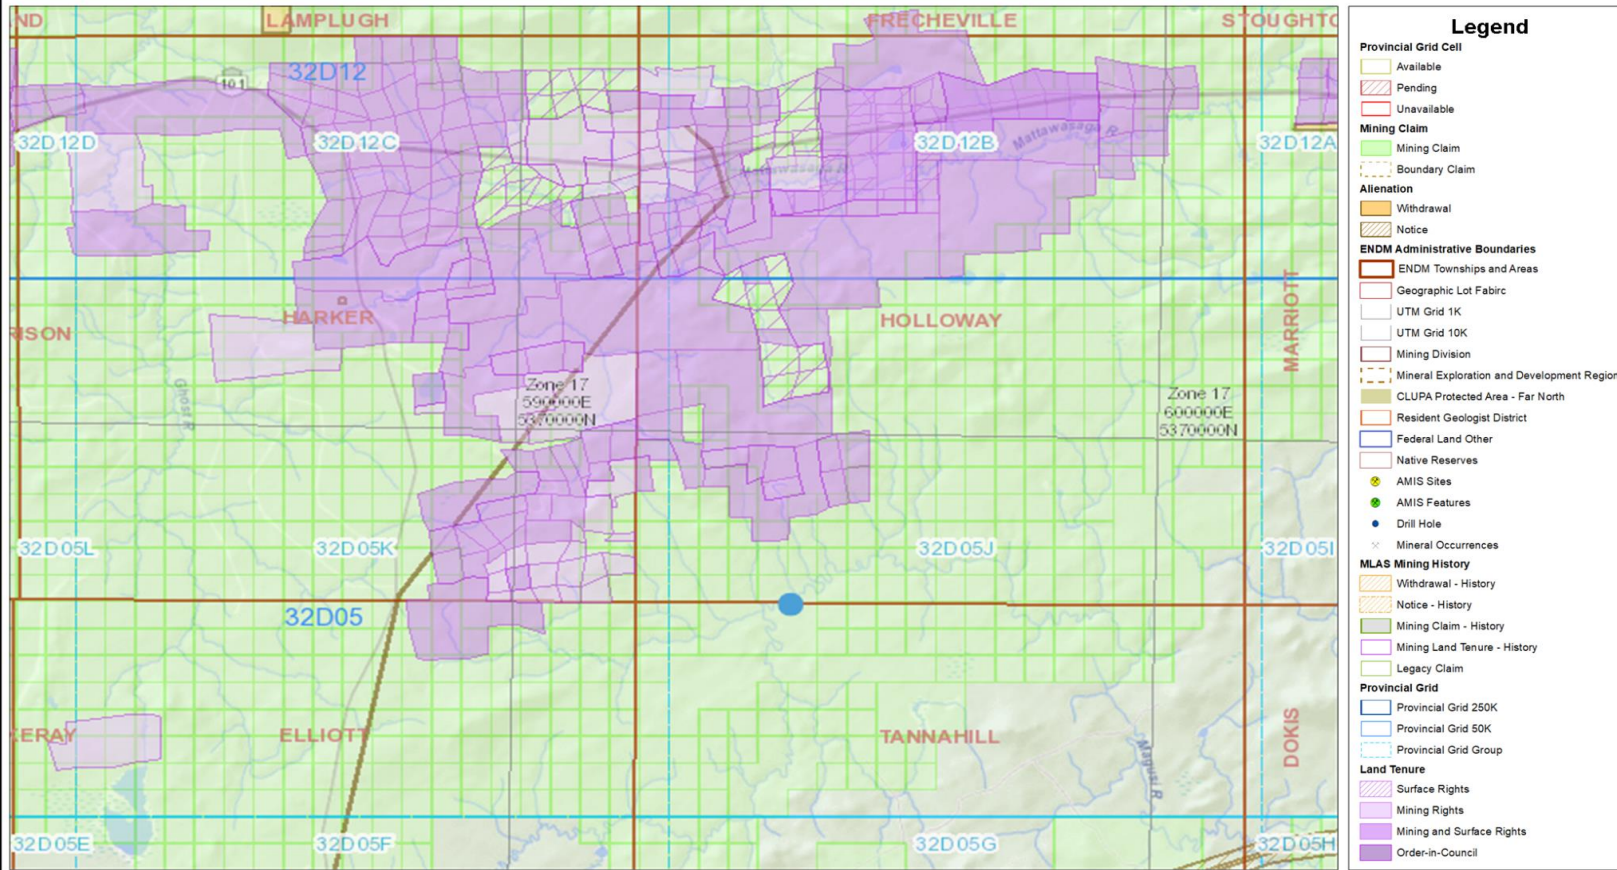 ND
LAMPLUGH
FRECHEVILLE
STOUGHTO
32D12
101
32D12D
32D12C
32D12B
32D12A
Mattawasaga R
Mattawasaga R
HARKER
RISON
HOLLOWAY
MARRIOTT
Ghost R
Zone 17
590000E
5370000N
Zone 17
600000E
5370000N
32D05L
32D05K
32D05J
32D05I
32D05
KERAY
ELLIOTT
TANNAHILL
DOKIS
Magusi R
32D05E
32D05F
32D05G
32D05H
Legend
Provincial Grid Cell
Available
Pending
Unavailable
Mining Claim
Mining Claim
Boundary Claim
Alienation
Withdrawal
Notice
ENDM Administrative Boundaries
ENDM Townships and Areas
Geographic Lot Fabirc
UTM Grid 1K
UTM Grid 10K
Mining Division
Mineral Exploration and Development Region
CLUPA Protected Area - Far North
Resident Geologist District
Federal Land Other
Native Reserves
AMIS Sites
AMIS Features
Drill Hole
Mineral Occurrences
MLAS Mining History
Withdrawal - History
Notice - History
Mining Claim - History
Mining Land Tenure - History
Legacy Claim
Provincial Grid
Provincial Grid 250K
Provincial Grid 50K
Provincial Grid Group
Land Tenure
Surface Rights
Mining Rights
Mining and Surface Rights
Order-in-Council